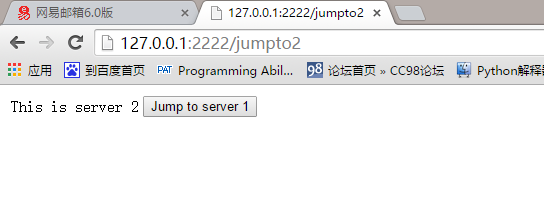 网易邮箱6.0版
127.0.0.1:2222/jumpto2
127.0.0.1:2222/jumpto2
应用 到百度首页 PAT Programming Abil... 98 论坛首页 » CC98论坛 Python解释
This is server 2 Jump to server 1